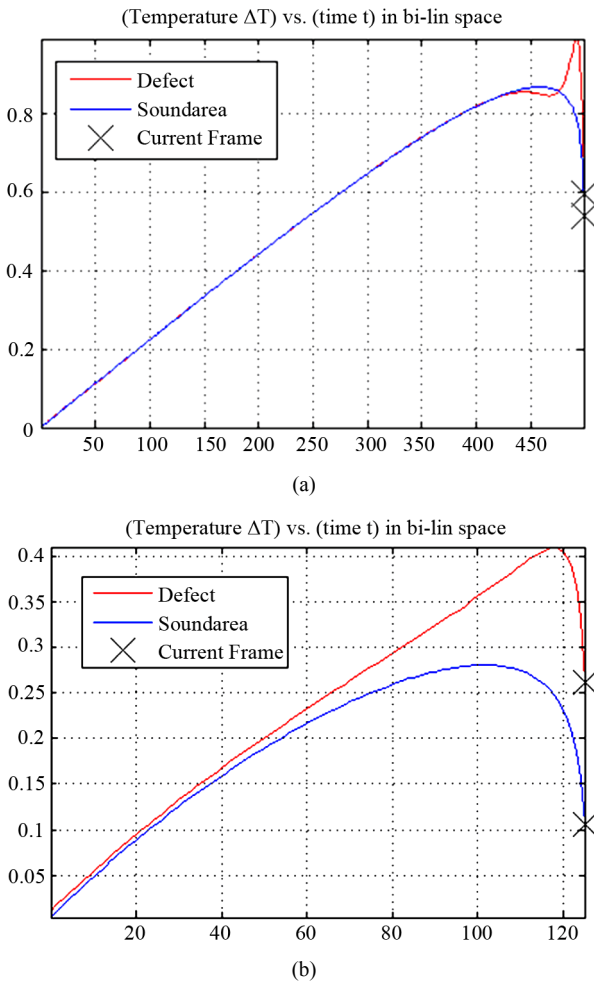 (Temperature ΔT) vs. (time t) in bi-lin space
Defect
Soundarea
Current Frame
0.8
0.6
0.4
0.2
0
50 100 150 200 250 300 350 400 450
(a)
(Temperature ΔT) vs. (time t) in bi-lin space
0.4
Defect
Soundarea
Current Frame
0.35
0.3
0.25
0.2
0.15
0.1
0.05
20 40 60 80 100 120
(b)